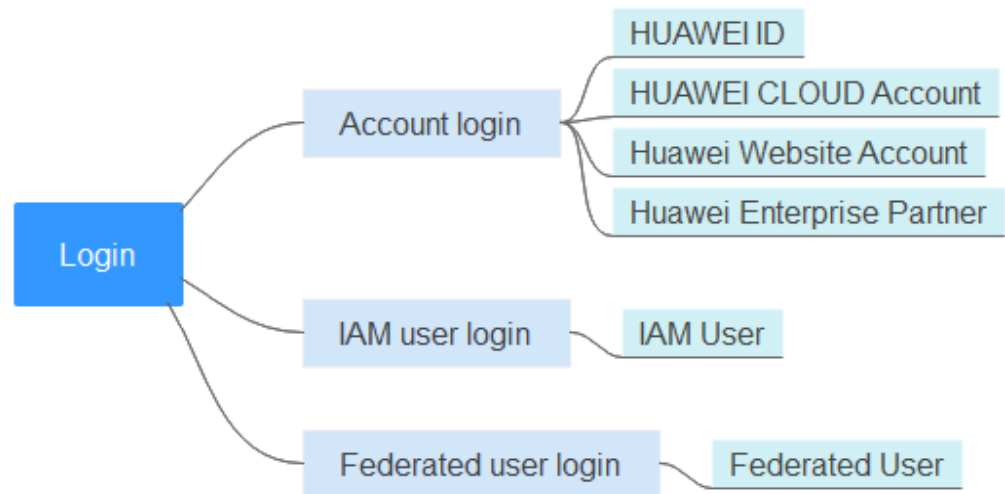 Login
Account login
HUAWEI ID
HUAWEI CLOUD Account
Huawei Website Account
Huawei Enterprise Partner
IAM user login
IAM User
Federated user login
Federated User